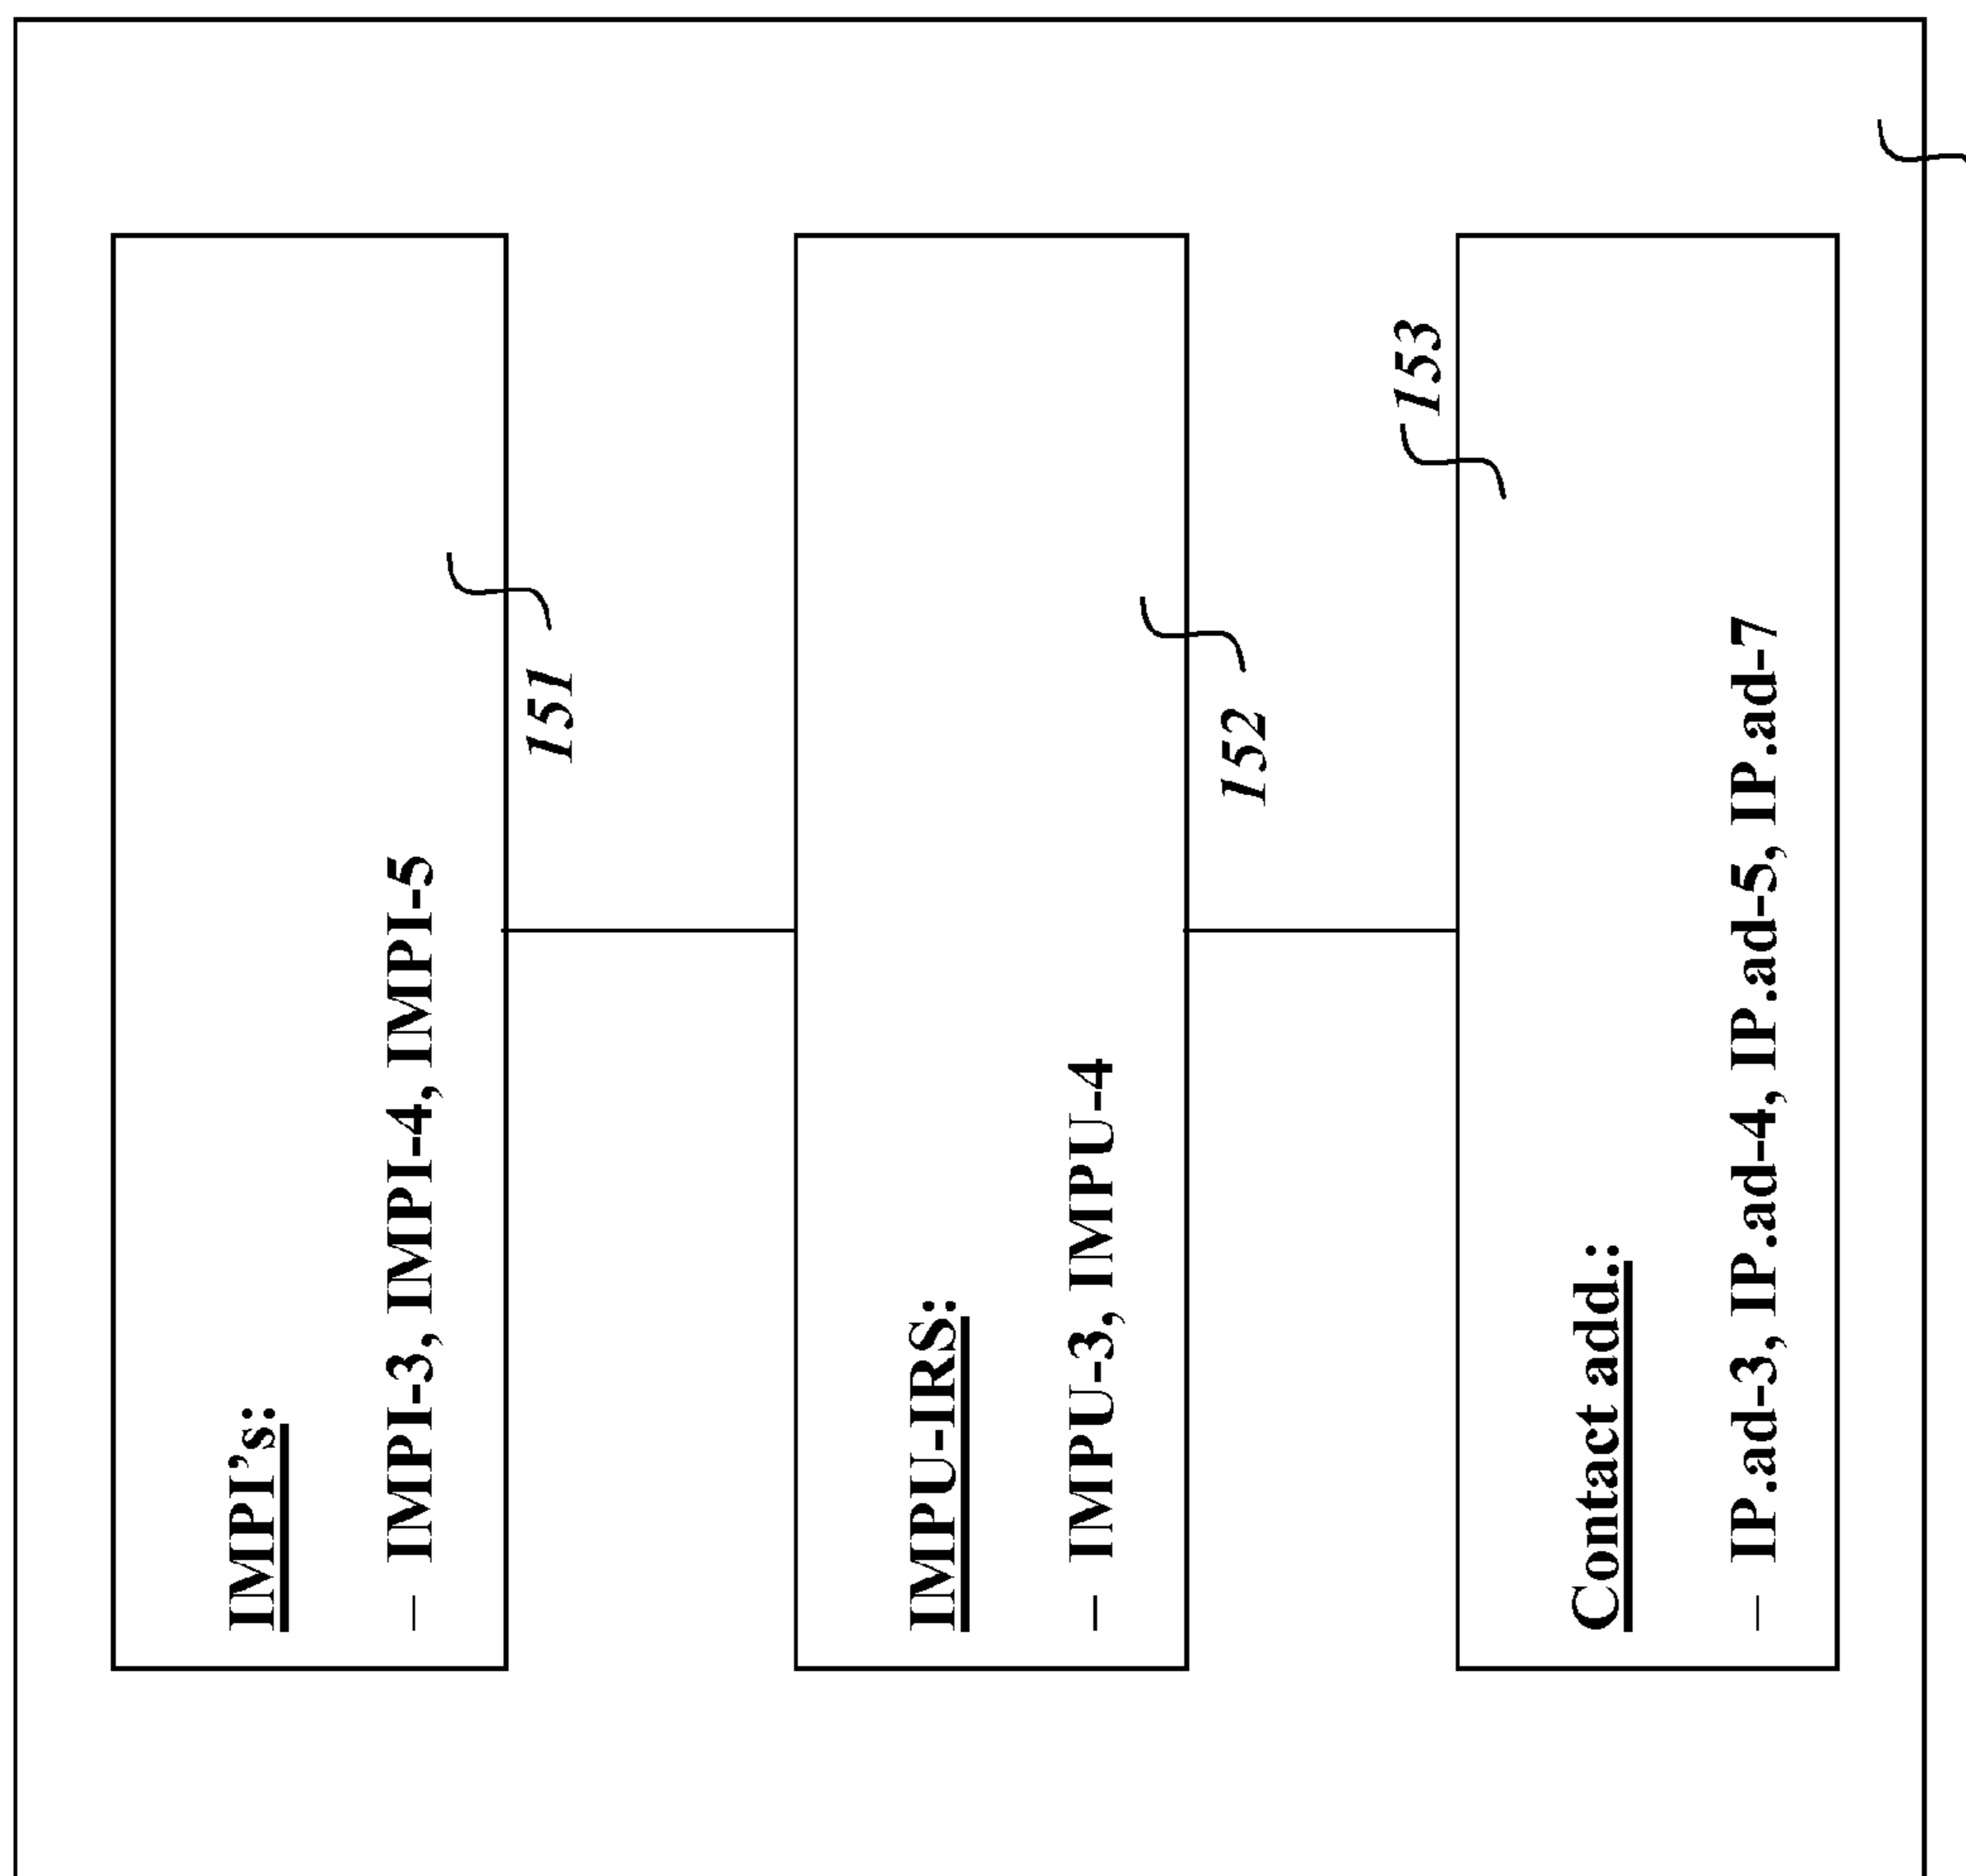 IMPI's:
– IMPI-3, IMPI-4, IMPI-5
151
IMPU-IRS:
– IMPU-3, IMPU-4
152
153
Contact add.:
– IP.ad-3, IP.ad-4, IP.ad-5, IP.ad-7